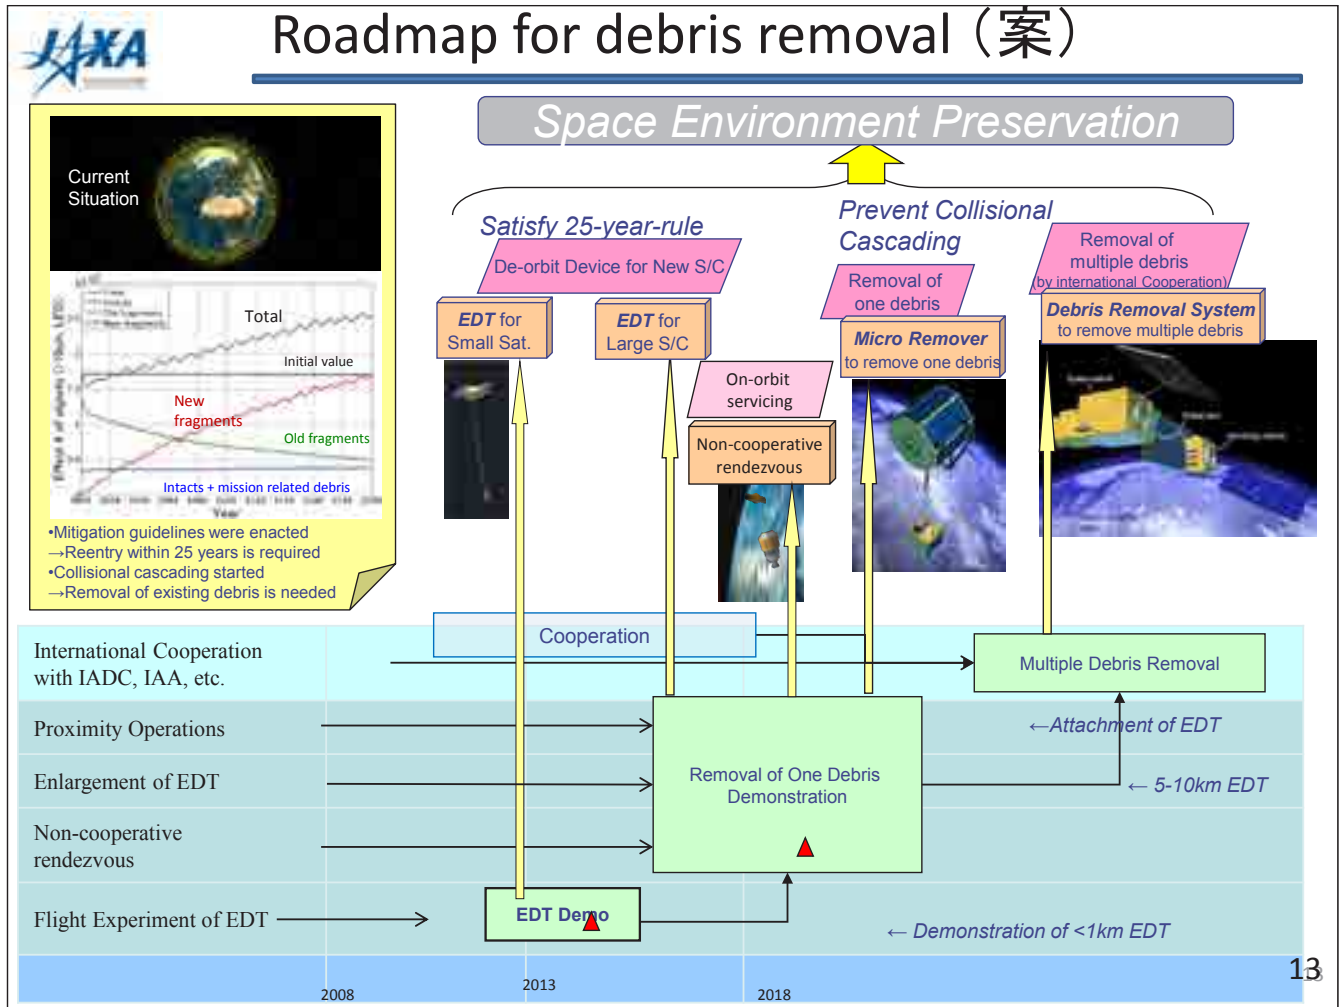 JAXA
Roadmap for debris removal（案）
Space Environment Preservation
Current
Situation
Total
Initial value
New
fragments
Old fragments
Intacts + mission related debris
Year
•Mitigation guidelines were enacted
→Reentry within 25 years is required
•Collisional cascading started
→Removal of existing debris is needed
Satisfy 25-year-rule
De-orbit Device for New S/C
EDT for
Small Sat.
EDT for
Large S/C
On-orbit
servicing
Non-cooperative
rendezvous
Prevent Collisional
Cascading
Removal of
one debris
Micro Remover
to remove one debris
Removal of
multiple debris
(by international Cooperation)
Debris Removal System
to remove multiple debris
International Cooperation
with IADC, IAA, etc.
Cooperation
Multiple Debris Removal
Proximity Operations
←Attachment of EDT
Enlargement of EDT
Removal of One Debris
Demonstration
← 5-10km EDT
Non-cooperative
rendezvous
Flight Experiment of EDT
EDT Demo
← Demonstration of <1km EDT
2008
2013
2018
13
13